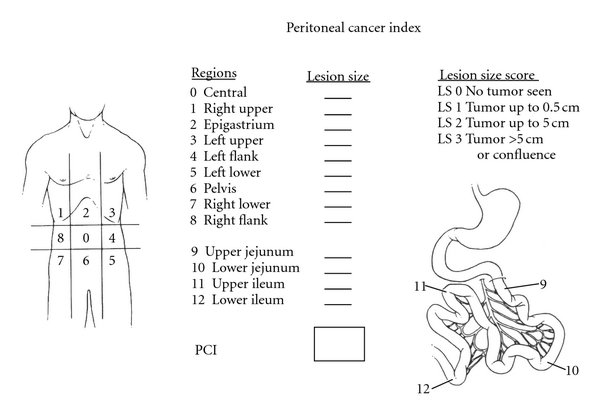 Peritoneal cancer index
Regions
Lesion size
0 Central
1 Right upper
2 Epigastrium
3 Left upper
4 Left flank
5 Left lower
6 Pelvis
7 Right lower
8 Right flank
9 Upper jejunum
10 Lower jejunum
11 Upper ileum
12 Lower ileum
PCI
Lesion size score
LS 0 No tumor seen
LS 1 Tumor up to 0.5 cm
LS 2 Tumor up to 5 cm
LS 3 Tumor >5 cm
or confluence
1 2 3
8 0 4
7 6 5
11 9
10
12